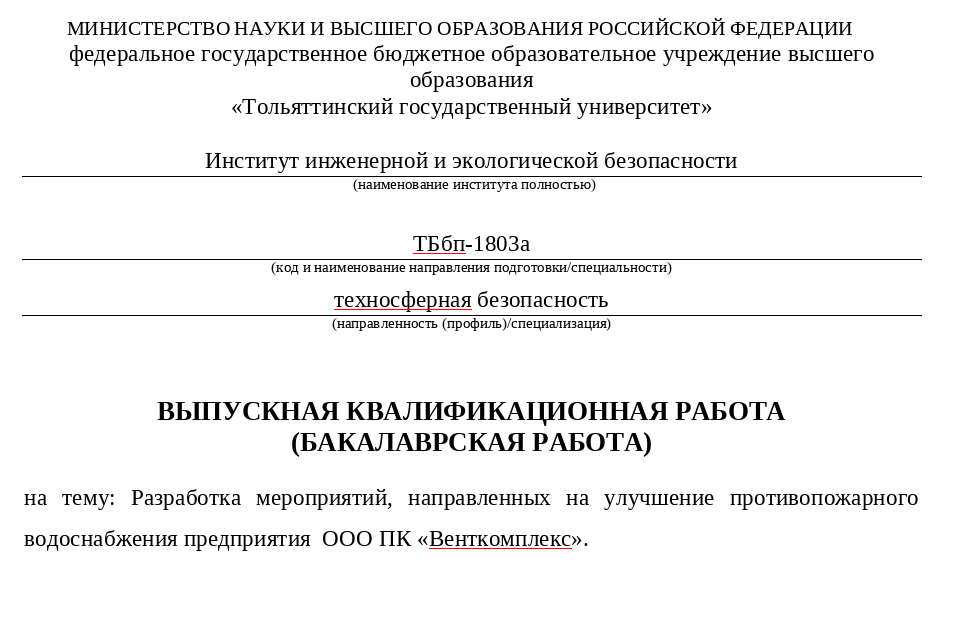 МИНИСТЕРСТВО НАУКИ И ВЫСШЕГО ОБРАЗОВАНИЯ РОССИЙСКОЙ ФЕДЕРАЦИИ
федеральное государственное бюджетное образовательное учреждение высшего
образования
«Тольяттинский государственный университет»
Институт инженерной и экологической безопасности
(наименование института полностью)
ТБбп-1803а
(код и наименование направления подготовки/специальности)
техносферная безопасность
(направленность (профиль)/специализация)
ВЫПУСКНАЯ КВАЛИФИКАЦИОННАЯ РАБОТА
(БАКАЛАВРСКАЯ РАБОТА)
на тему: Разработка мероприятий, направленных на улучшение противопожарного
водоснабжения предприятия  ООО ПК «Венткомплекс».